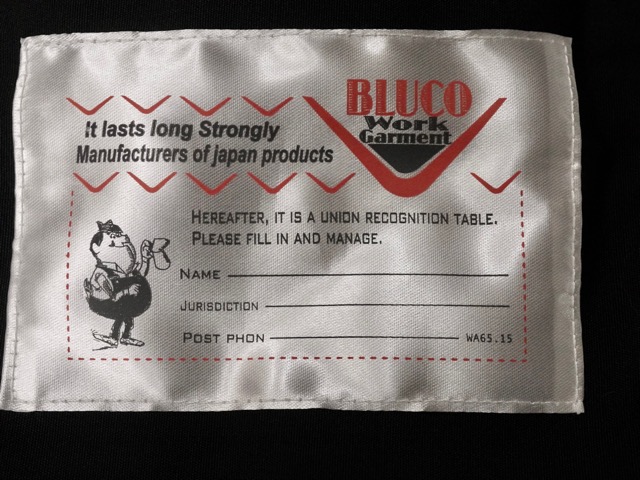 BLUCO
Work
Garment
It lasts long Strongly
Manufacturers of japan products
HEREAFTER, IT IS A UNION RECOGNITION TABLE.
PLEASE FILL IN AND MANAGE.
NAME
JURISDICTION
POST PHON
WA65.15